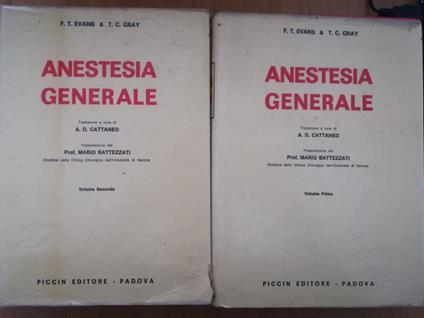 F. T. EVANS & T. C. GRAY
ANESTESIA
GENERALE
Traduzione a cura di
A. D. CATTANEO
Presentazione del
Prof. MARIO BATTEZZATI
Direttore della Clinica Chirurgica dell'Università di Genova
Volume Secondo
PICCIN EDITORE - PADOVA
F. T. EVANS & T. C. GRAY
ANESTESIA
GENERALE
Traduzione a cura di
A. D. CATTANEO
Presentazione del
Prof. MARIO BATTEZZATI
Direttore della Clinica Chirurgica dell'Università di Genova
Volume Primo
PICCIN EDITORE - PADOVA